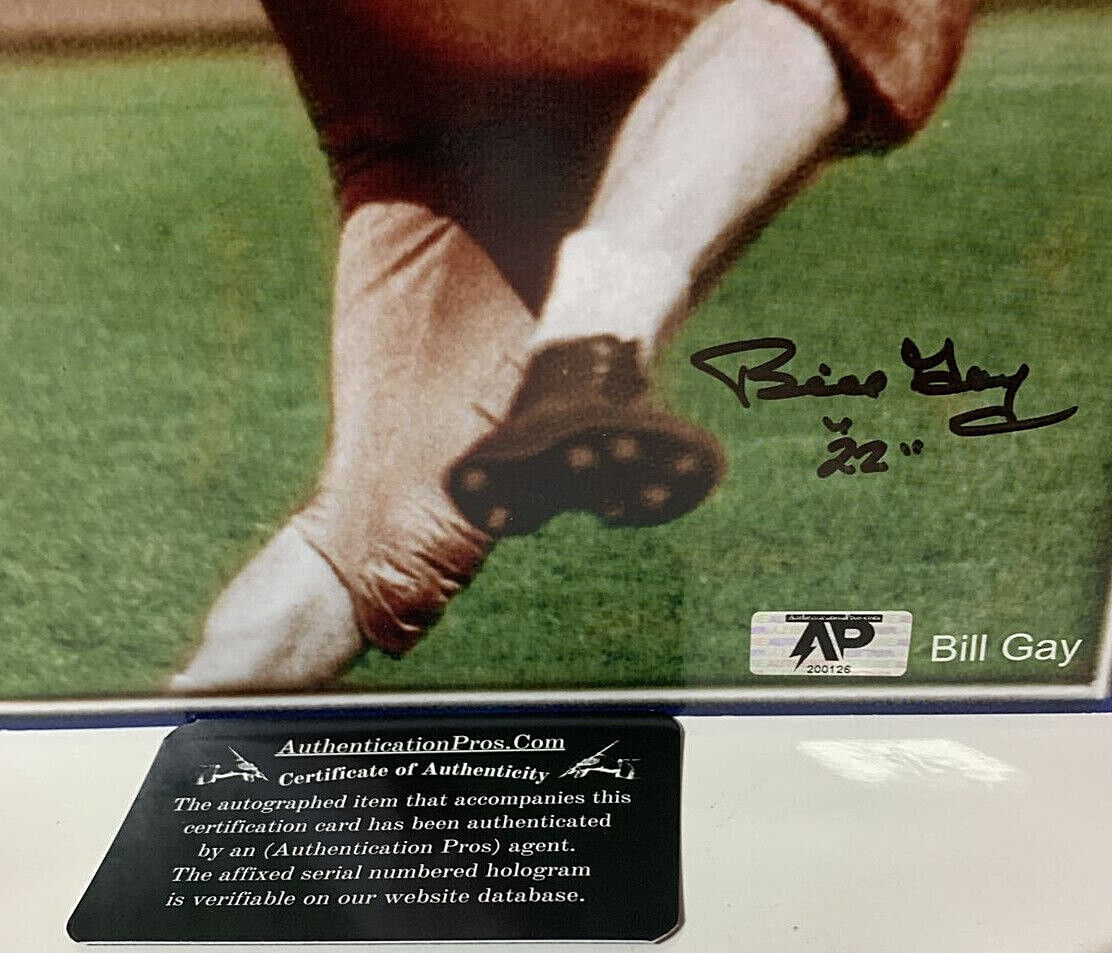 Bill Gay
"22"
AP
200126
Bill Gay
AuthenticationPros.Com
Certificate of Authenticity
The autographed item that accompanies this
certification card has been authenticated
by an (Authentication Pros) agent.
The affixed serial numbered hologram
is verifiable on our website database.